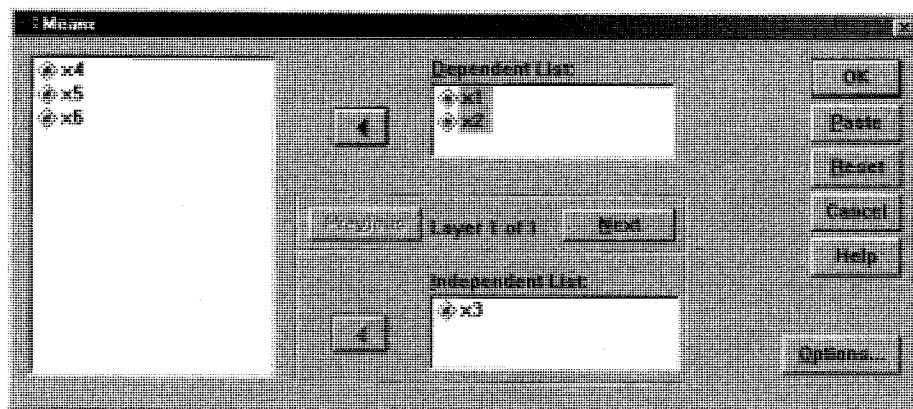 Means
x4
x5
x6
Dependent List:
x1
x2
Previous
Layer 1 of 1
Next
Independent List:
x3
OK
Paste
Reset
Cancel
Help
Options...